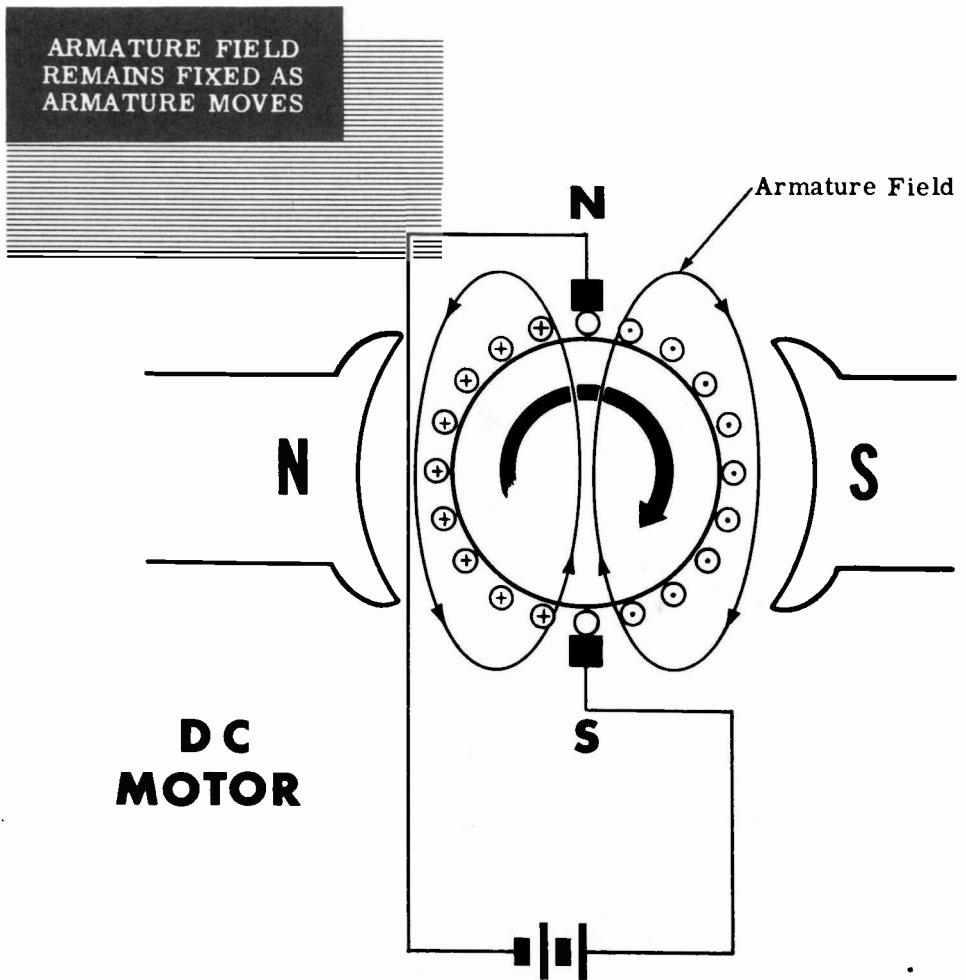 ARMATURE FIELD
REMAINS FIXED AS
ARMATURE MOVES
Armature Field
N
N
S
S
DC
MOTOR